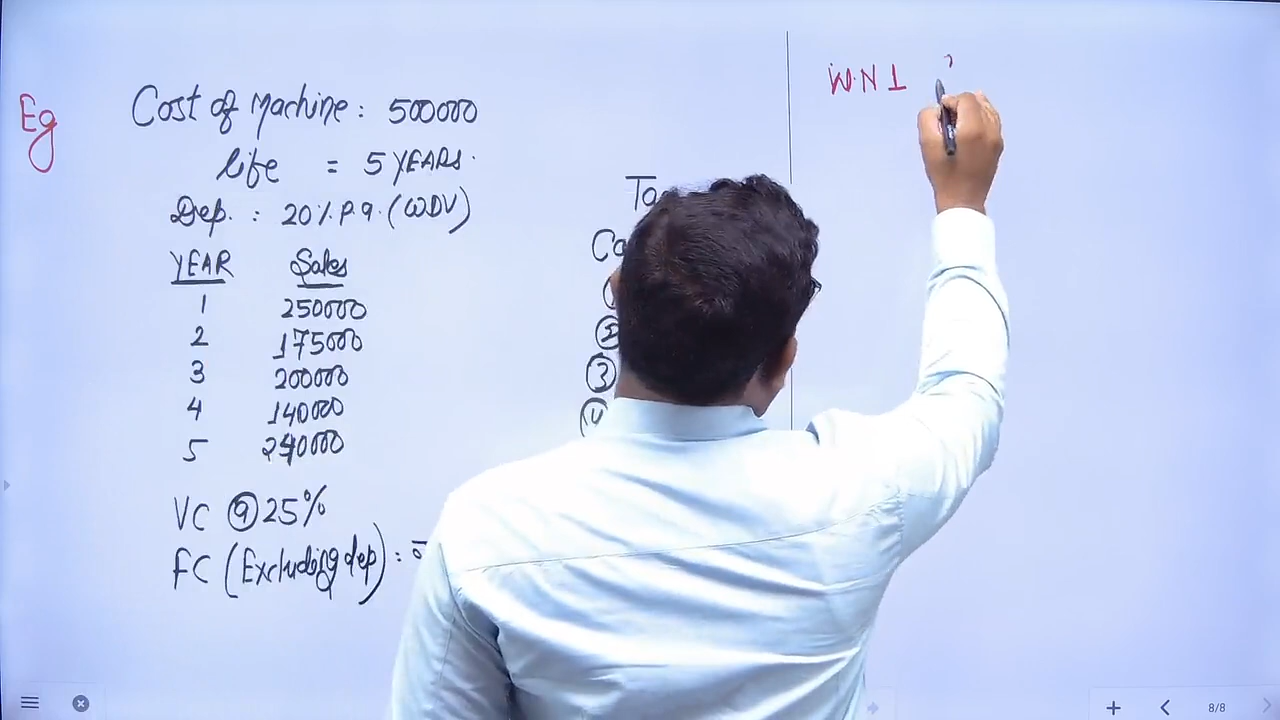 Eg
Cost of Machine: 500000
life = 5 YEARS.
Dep. : 20% P.a. (WDV)
YEAR Sales
1 250000
2 175000
3 200000
4 140000
5 240000
VC @ 25%
FC (Excluding dep) :
3
W.N 1
8/8